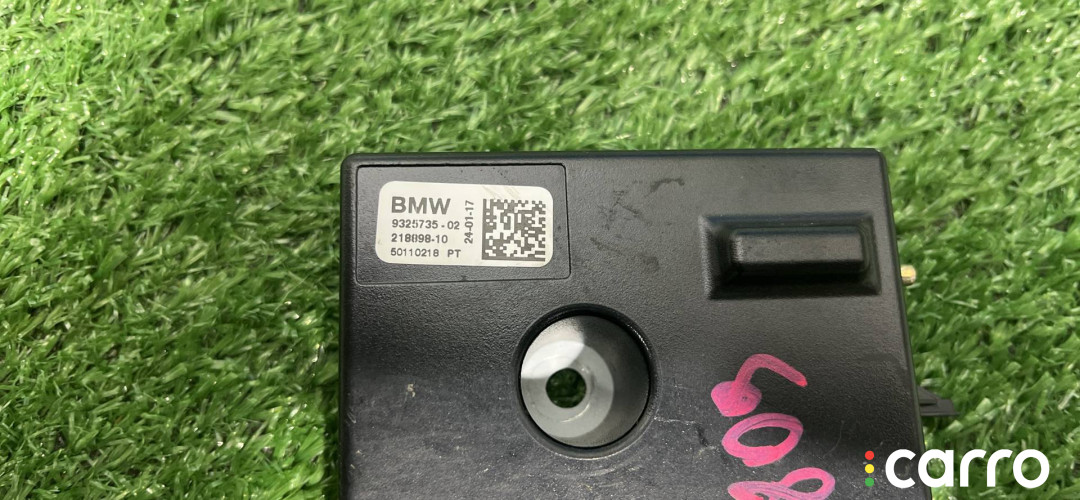 BMW
9325735-02
218898-10
50110218 PT
24-01-17
carro